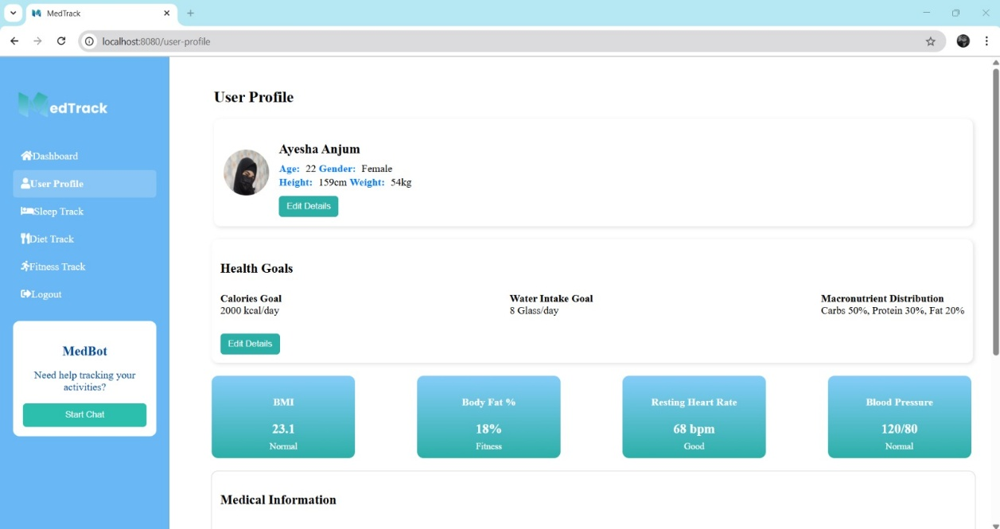 MedTrack
localhost:8080/user-profile
edTrack
Dashboard
User Profile
Sleep Track
Diet Track
Fitness Track
Logout
MedBot
Need help tracking your
activities?
Start Chat
User Profile
Ayesha Anjum
Age: 22 Gender: Female
Height: 159cm Weight: 54kg
Edit Details
Health Goals
Calories Goal
2000 kcal/day
Water Intake Goal
8 Glass/day
Macronutrient Distribution
Carbs 50%, Protein 30%, Fat 20%
Edit Details
BMI
23.1
Normal
Body Fat %
18%
Fitness
Resting Heart Rate
68 bpm
Good
Blood Pressure
120/80
Normal
Medical Information